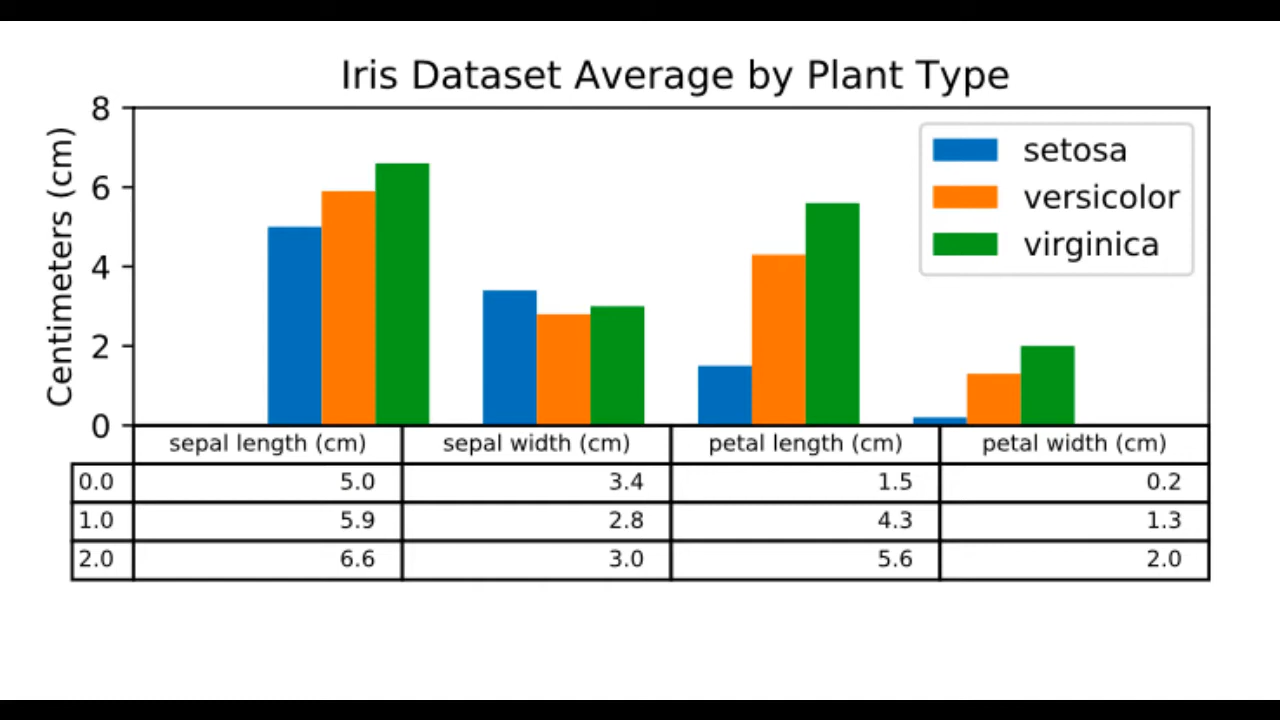 Iris Dataset Average by Plant Type
Centimeters (cm)
8
6
4
2
0
setosa
versicolor
virginica
sepal length (cm) sepal width (cm) petal length (cm) petal width (cm)
0.0 5.0 3.4 1.5 0.2
1.0 5.9 2.8 4.3 1.3
2.0 6.6 3.0 5.6 2.0